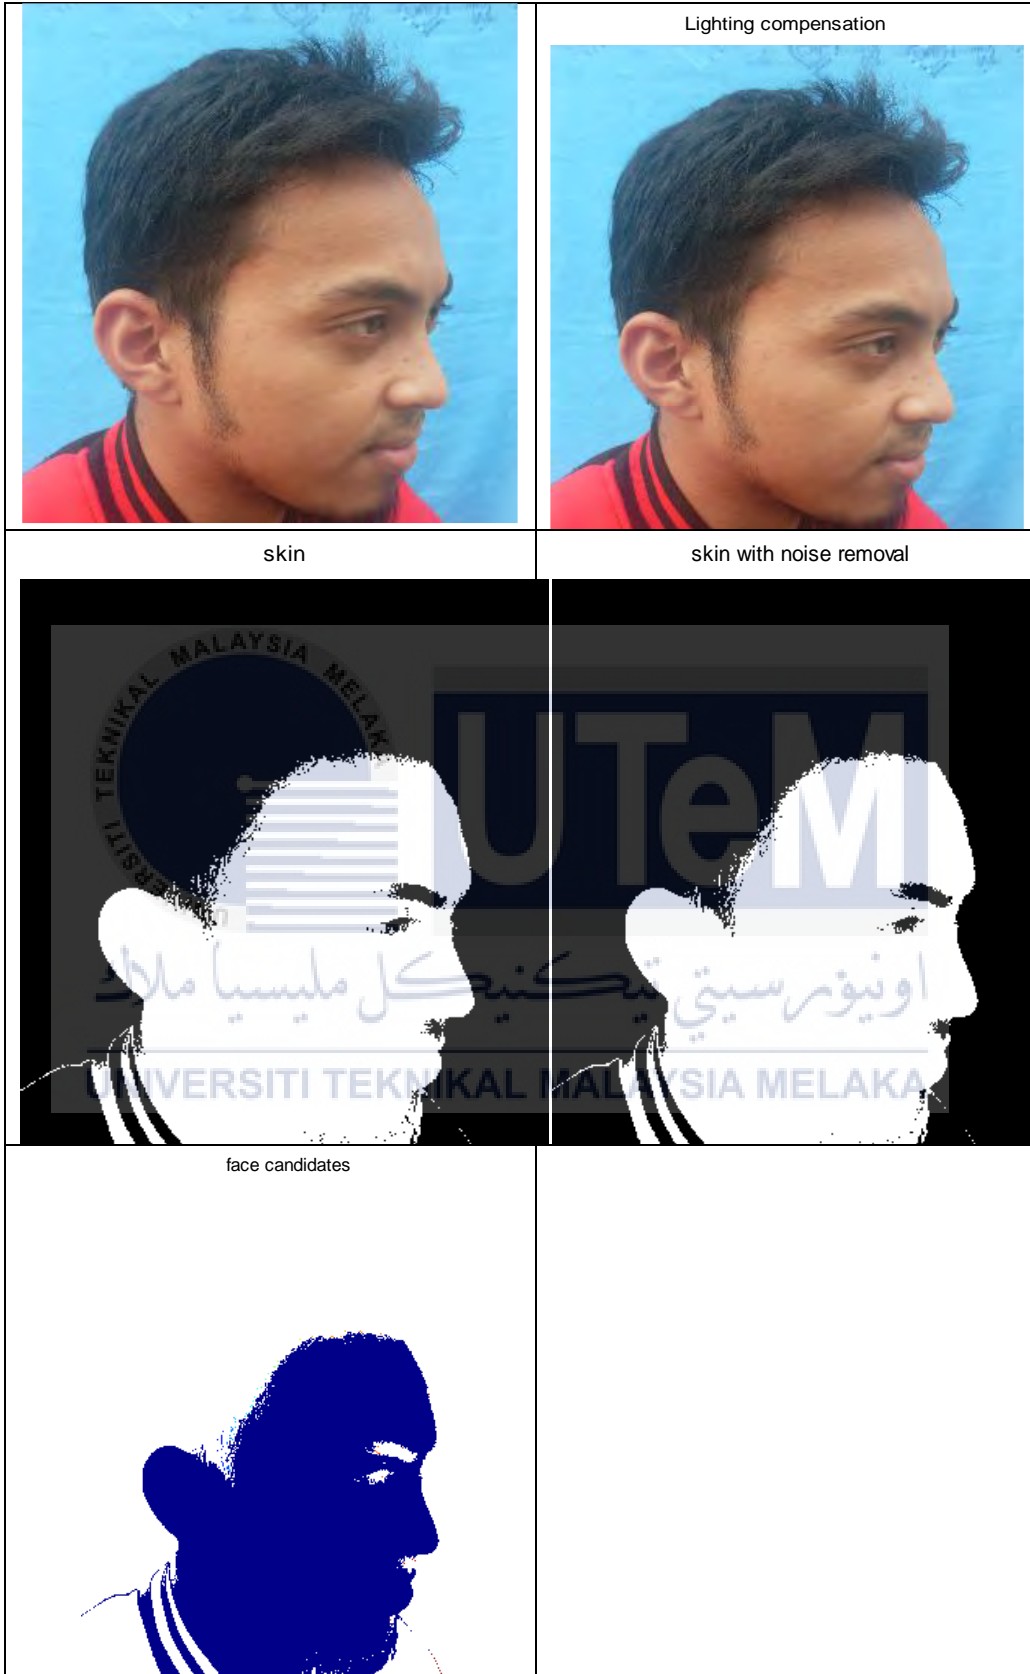 Lighting compensation
skin
skin with noise removal
UNIVERSITI TEKNIKAL MALAYSIA MELAKA
UTeM
اونيۏرسيتي تيكنيكل مليسيا ملاك
UNIVERSITI TEKNIKAL MALAYSIA MELAKA
face candidates